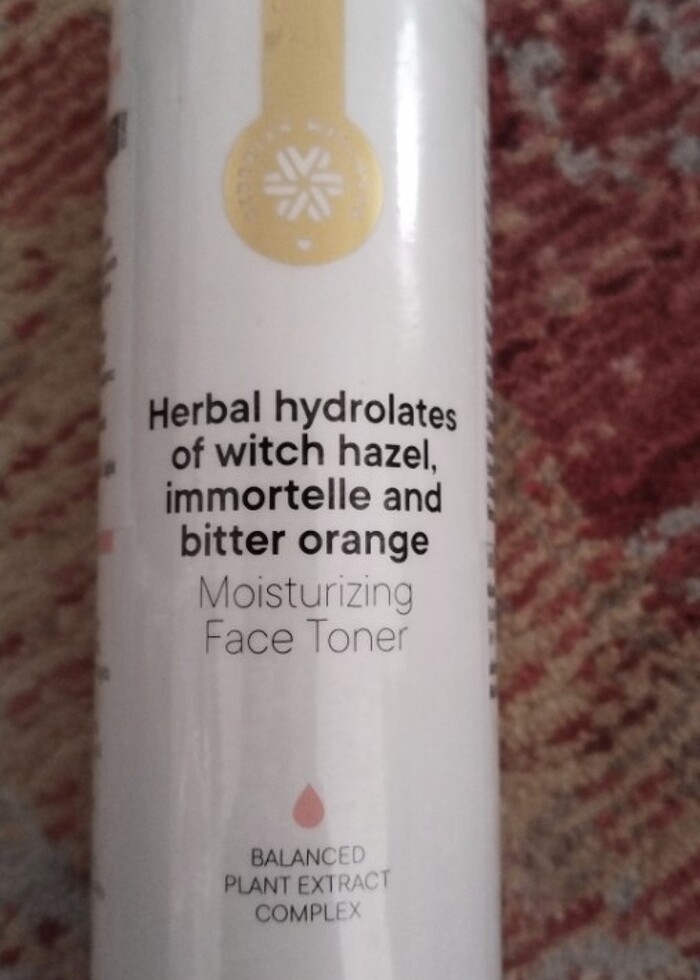 Herbal hydrolates
of witch hazel,
immortelle and
bitter orange
Moisturizing
Face Toner
BALANCED
PLANT EXTRACT
COMPLEX